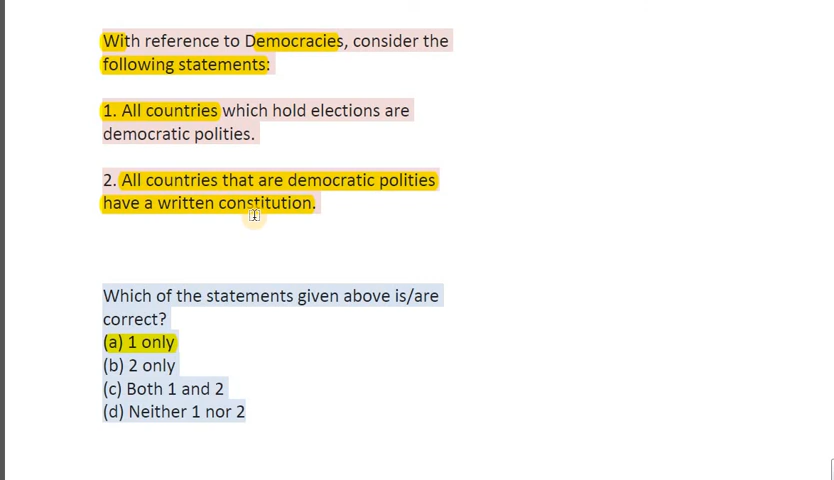 With reference to Democracies, consider the
following statements:
1. All countries which hold elections are
democratic polities.
2. All countries that are democratic polities
have a written constitution.
Which of the statements given above is/are
correct?
(a) 1 only
(b) 2 only
(c) Both 1 and 2
(d) Neither 1 nor 2